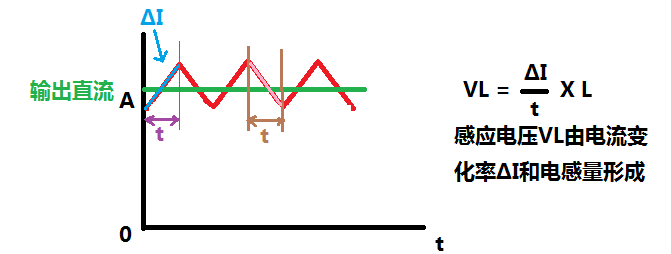 ΔI
输出直流
A
t
t
0
t
VL = ΔI/t X L
感应电压VL由电流变
化率ΔI和电感量形成